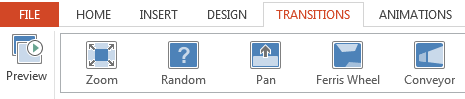 FILE HOME INSERT DESIGN TRANSITIONS ANIMATIONS
Preview Zoom Random Pan Ferris Wheel Conveyor